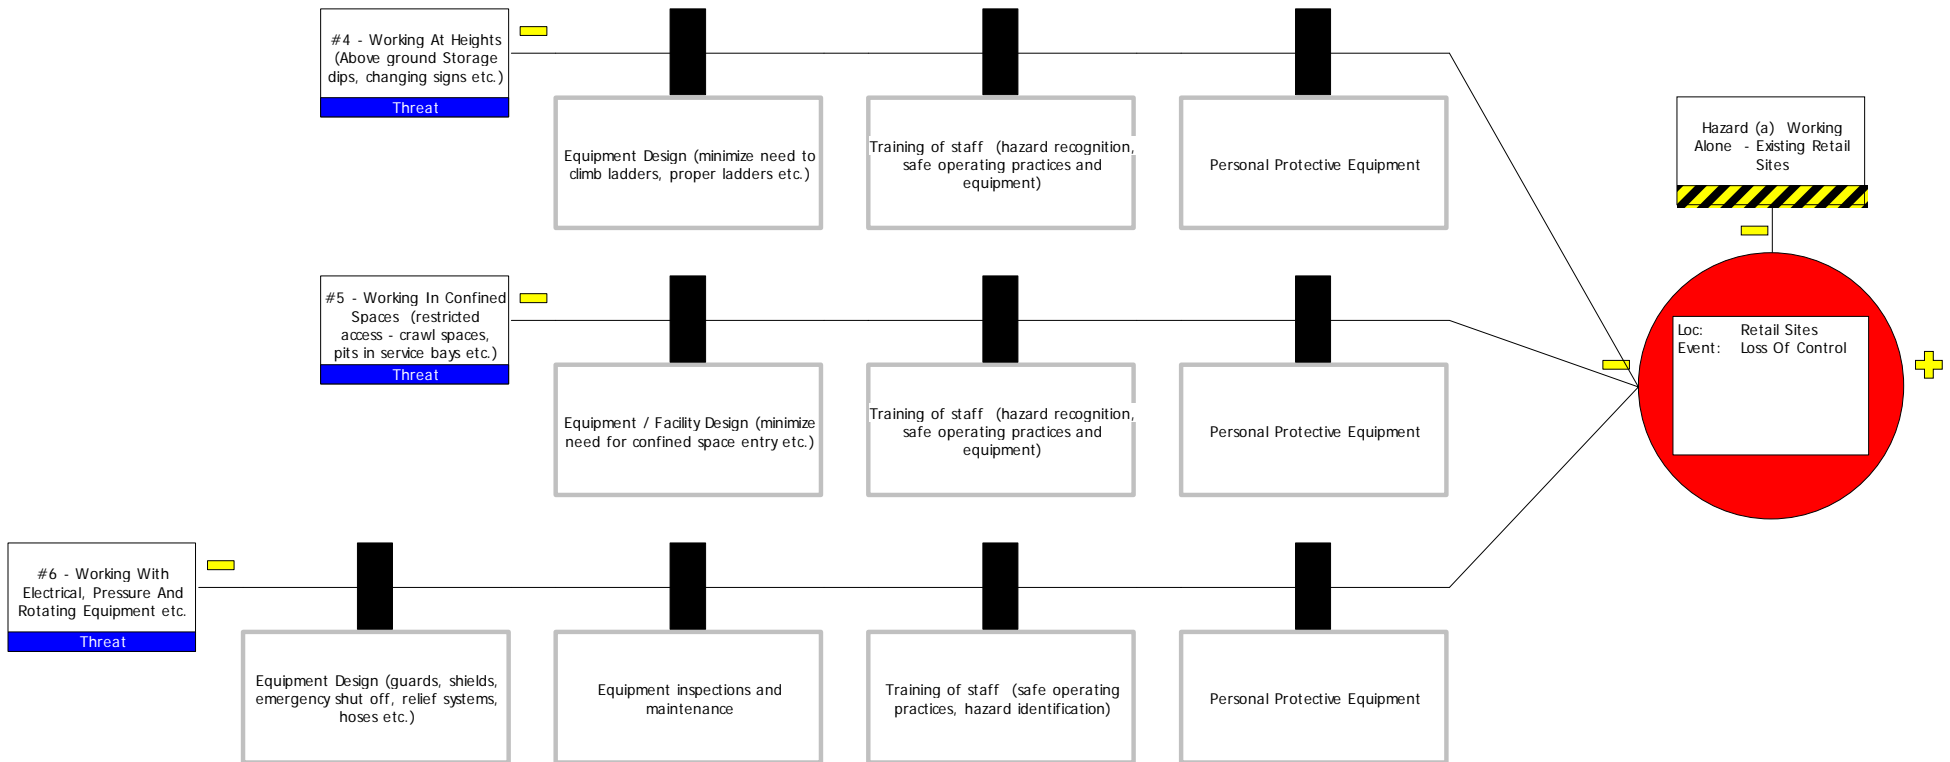 #4 - Working At Heights
(Above ground Storage
dips, changing signs etc.)
Threat
Equipment Design (minimize need to
climb ladders, proper ladders etc.)
Training of staff (hazard recognition,
safe operating practices and
equipment)
Personal Protective Equipment
Hazard (a) Working
Alone - Existing Retail
Sites
#5 - Working In Confined
Spaces (restricted
access - crawl spaces,
pits in service bays etc.)
Threat
Equipment / Facility Design (minimize
need for confined space entry etc.)
Training of staff (hazard recognition,
safe operating practices and
equipment)
Personal Protective Equipment
Loc: Retail Sites
Event: Loss Of Control
#6 - Working With
Electrical, Pressure And
Rotating Equipment etc.
Threat
Equipment Design (guards, shields,
emergency shut off, relief systems,
hoses etc.)
Equipment inspections and
maintenance
Training of staff (safe operating
practices, hazard identification)
Personal Protective Equipment